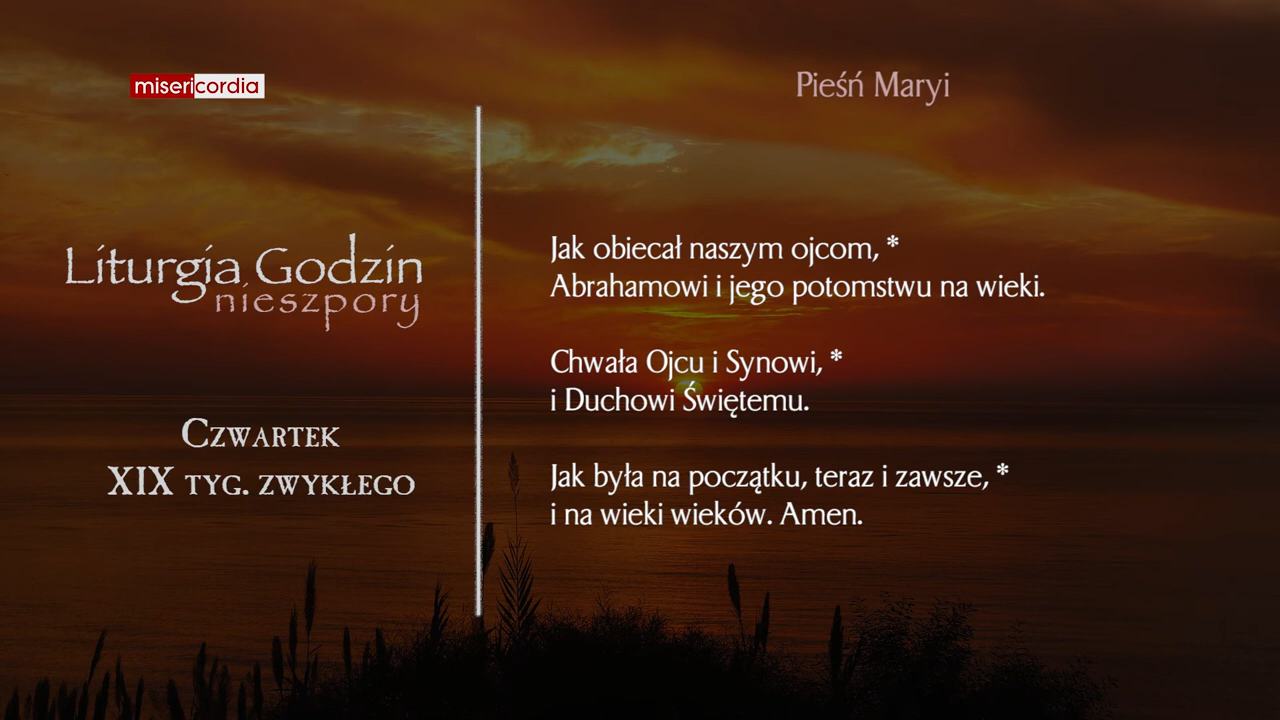 misericordia
Pieśń Maryi
Liturgia Godzin
nieszpory
Czwartek
XIX tyg. zwykłego
Jak obiecał naszym ojcom, *
Abrahamowi i jego potomstwu na wieki.
Chwała Ojcu i Synowi, *
i Duchowi Świętemu.
Jak była na początku, teraz i zawsze, *
i na wieki wieków. Amen.